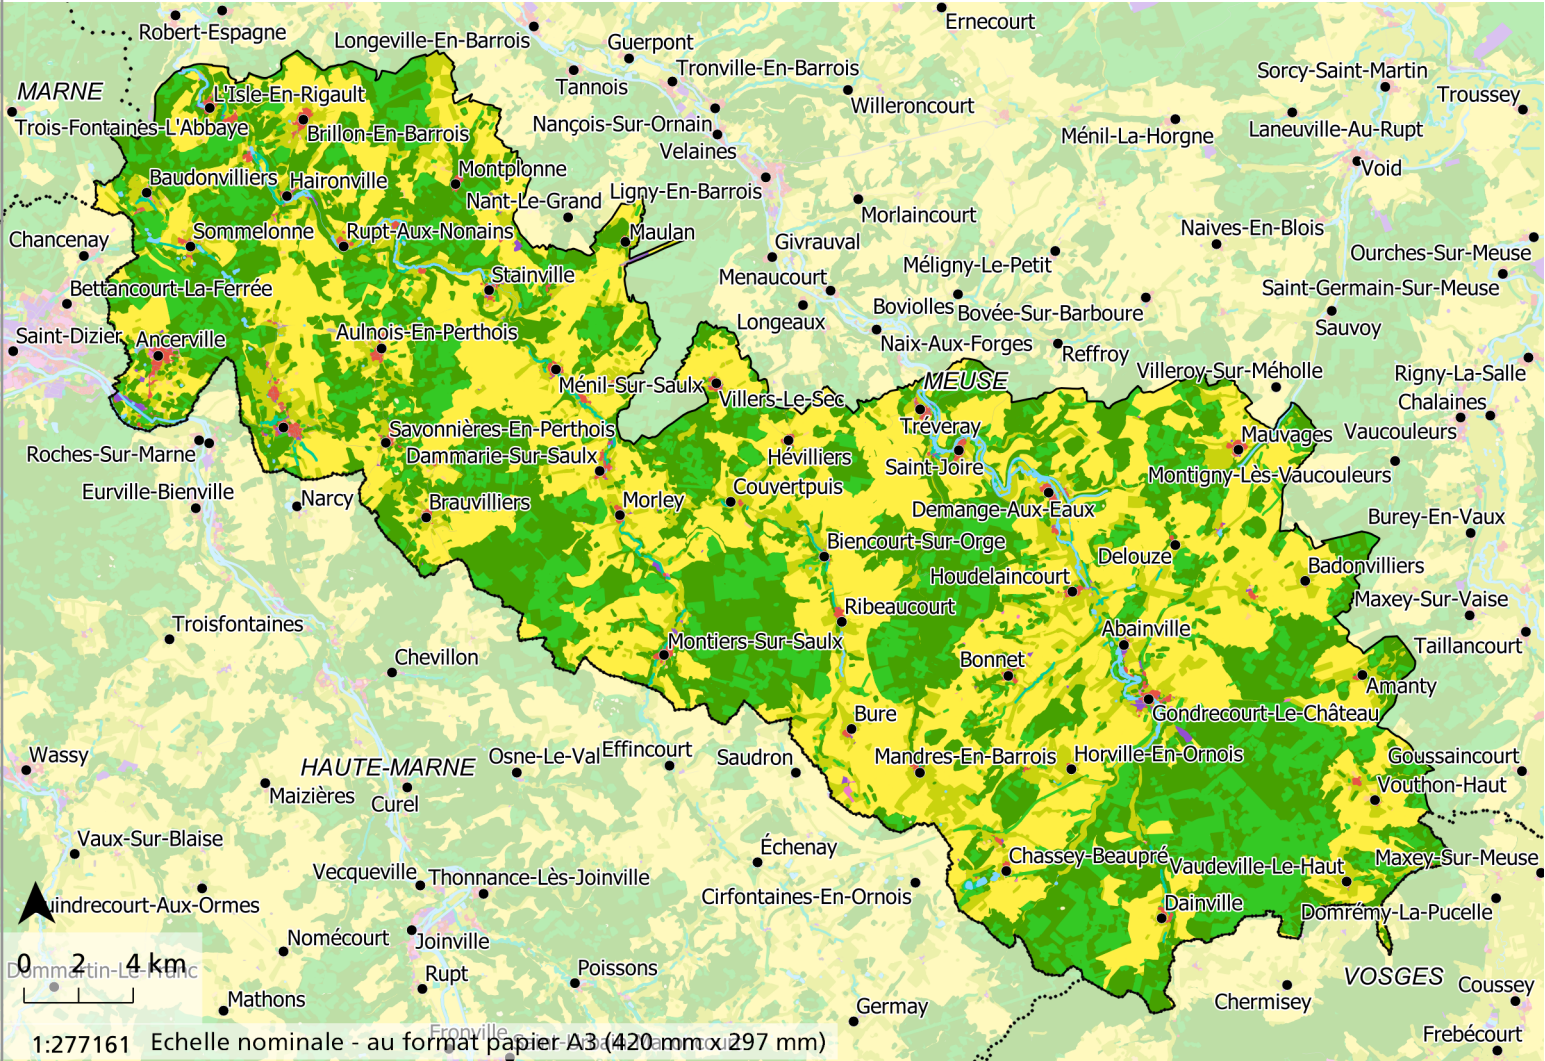 Robert-Espagne
Longeville-En-Barrois
Guerpont
Ernecourt
MARNE
L'Isle-En-Rigault
Tannois
Tronville-En-Barrois
Willeroncourt
Sorcy-Saint-Martin
Troussey
Trois-Fontaines-L'Abbaye
Brillon-En-Barrois
Nançois-Sur-Ornain
Velaines
Ménil-La-Horgne
Laneuville-Au-Rupt
Void
Baudonvilliers
Haironville
Montplonne
Nant-Le-Grand
Ligny-En-Barrois
Morlaincourt
Naives-En-Blois
Chancenay
Sommelonne
Rupt-Aux-Nonains
Maulan
Givrauval
Méligny-Le-Petit
Ourches-Sur-Meuse
Bettancourt-La-Ferrée
Stainville
Menaucourt
Boviolles
Bovée-Sur-Barboure
Saint-Germain-Sur-Meuse
Saint-Dizier
Ancerville
Aulnois-En-Perthois
Longeaux
Naix-Aux-Forges
Reffroy
Sauvoy
Ménil-Sur-Saulx
Villers-Le-Sec
MEUSE
Villeroy-Sur-Méholle
Rigny-La-Salle
Chalaines
Roches-Sur-Marne
Savonnières-En-Perthois
Dammarie-Sur-Saulx
Hévilliers
Tréveray
Saint-Joire
Mauvages
Vaucouleurs
Montigny-Lès-Vaucouleurs
Eurville-Bienville
Narcy
Brauvilliers
Morley
Couvertpuis
Demange-Aux-Eaux
Burey-En-Vaux
Biencourt-Sur-Orge
Delouze
Houdelaincourt
Badonvilliers
Maxey-Sur-Vaise
Troisfontaines
Ribeaucourt
Abainville
Taillancourt
Chevillon
Montiers-Sur-Saulx
Bonnet
Amanty
Bure
Gondrecourt-Le-Château
Wassy
HAUTE-MARNE
Osne-Le-Val
Effincourt
Saudron
Mandres-En-Barrois
Horville-En-Ornois
Goussaincourt
Maizières
Curel
Vouthon-Haut
Vaux-Sur-Blaise
Échenay
Chassey-Beaupré
Vaudeville-Le-Haut
Maxey-Sur-Meuse
Vecqueville
Thonnance-Lès-Joinville
Cirfontaines-En-Ornois
uindrecourt-Aux-Ormes
Dainville
Domrémy-La-Pucelle
Nomécourt
Joinville
0 2 4 km
Dommartin-Le-Franc
Rupt
Poissons
VOSGES
Coussey
Mathons
Germay
Chermisey
Frebécourt
Fronville
1:277161 Echelle nominale - au format papier A3 (420 mm x 297 mm)